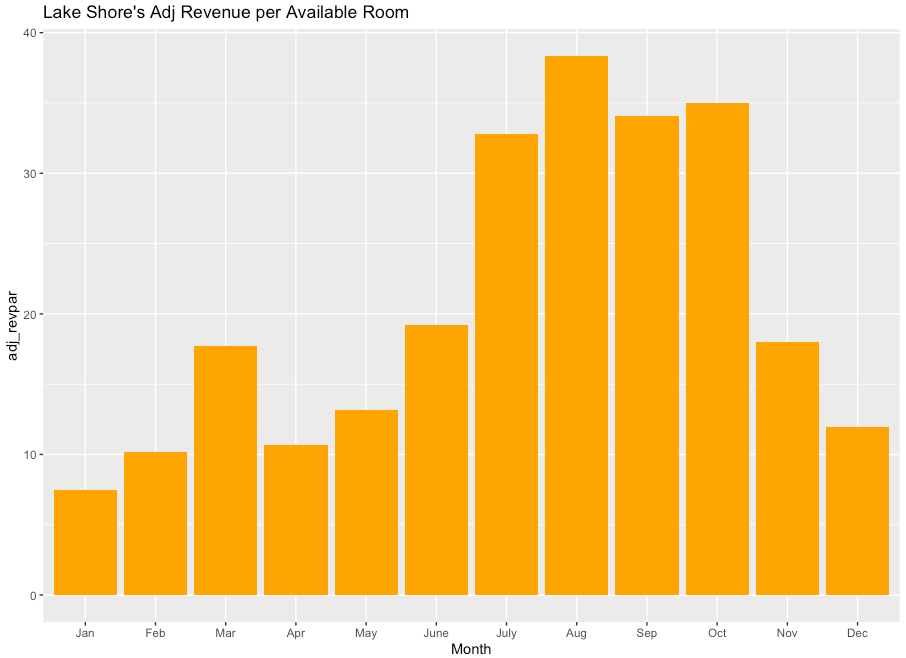 Lake Shore's Adj Revenue per Available Room
adj_revpar
40
30
20
10
0
Jan Feb Mar Apr May June July Aug Sep Oct Nov Dec
Month